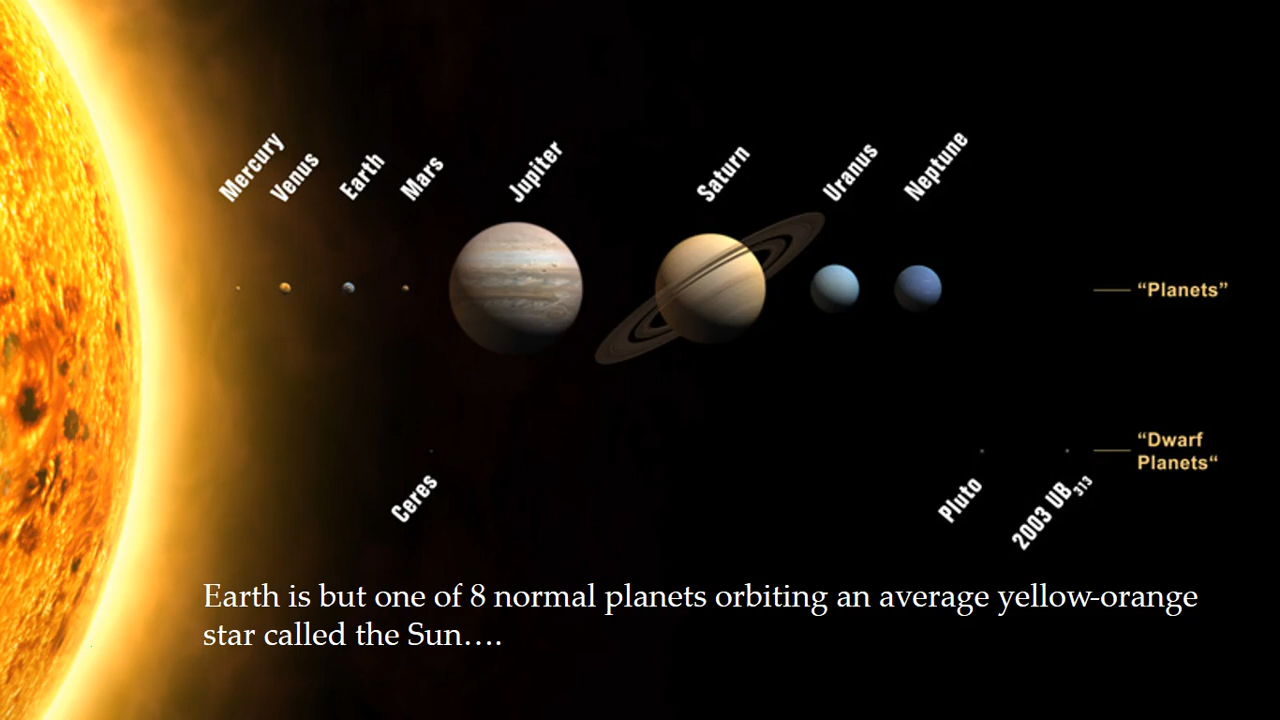 Mercury
Venus
Earth
Mars
Jupiter
Saturn
Uranus
Neptune
“Planets”
“Dwarf
Planets“
Ceres
Pluto
2003 UB313
Earth is but one of 8 normal planets orbiting an average yellow-orange
star called the Sun….